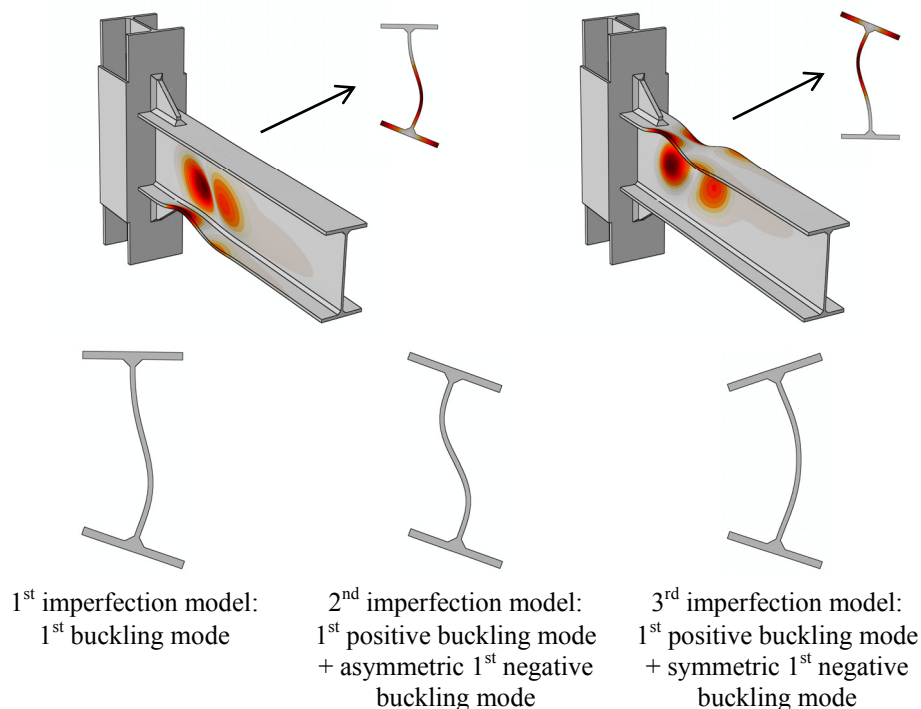 1st imperfection model:
1st buckling mode
2nd imperfection model:
1st positive buckling mode
+ asymmetric 1st negative
buckling mode
3rd imperfection model:
1st positive buckling mode
+ symmetric 1st negative
buckling mode